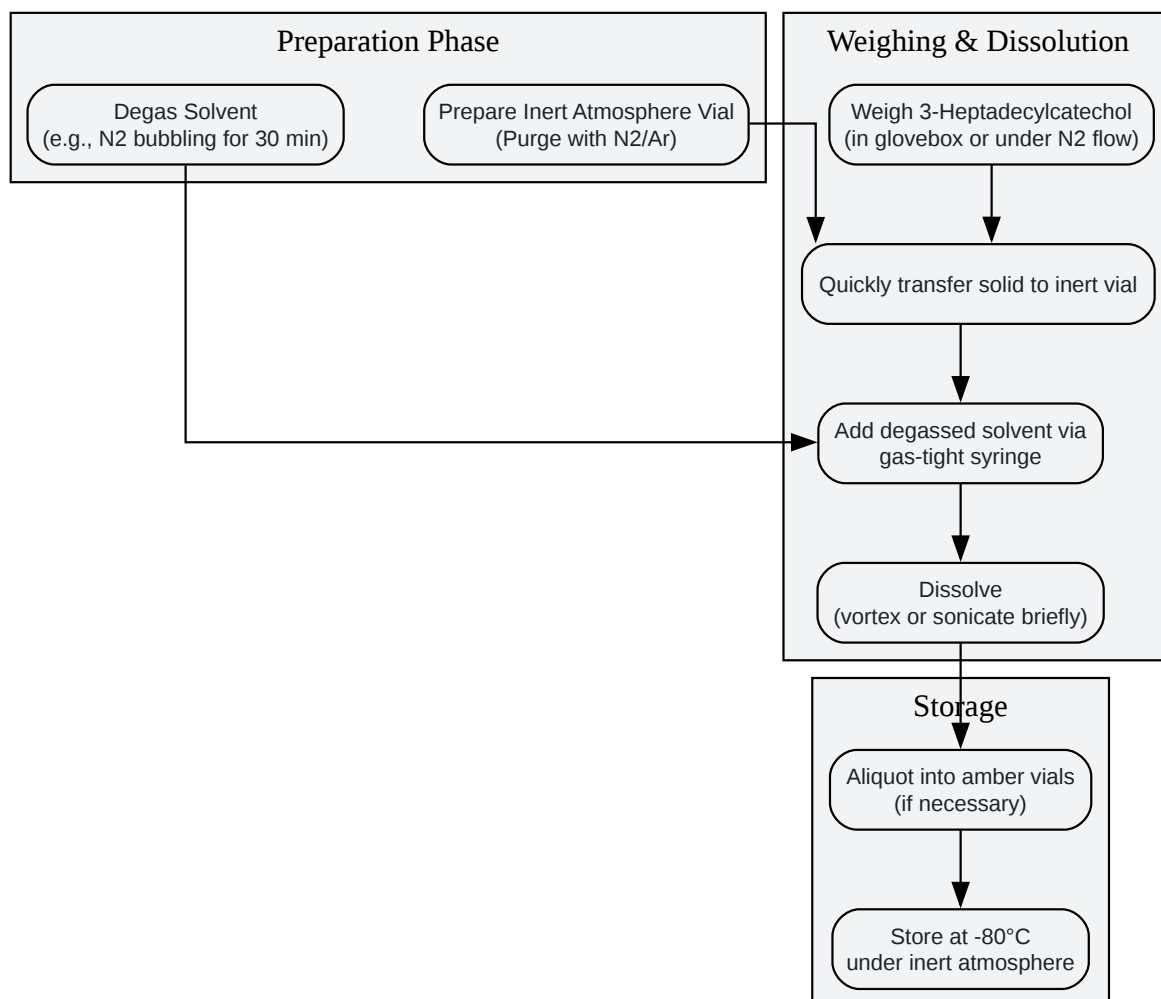 Preparation Phase
Degas Solvent
(e.g., N2 bubbling for 30 min)
Prepare Inert Atmosphere Vial
(Purge with N2/Ar)
Weighing & Dissolution
Weigh 3-Heptadecylcatechol
(in glovebox or under N2 flow)
Quickly transfer solid to inert vial
Add degassed solvent via
gas-tight syringe
Dissolve
(vortex or sonicate briefly)
Storage
Aliquot into amber vials
(if necessary)
Store at -80°C
under inert atmosphere